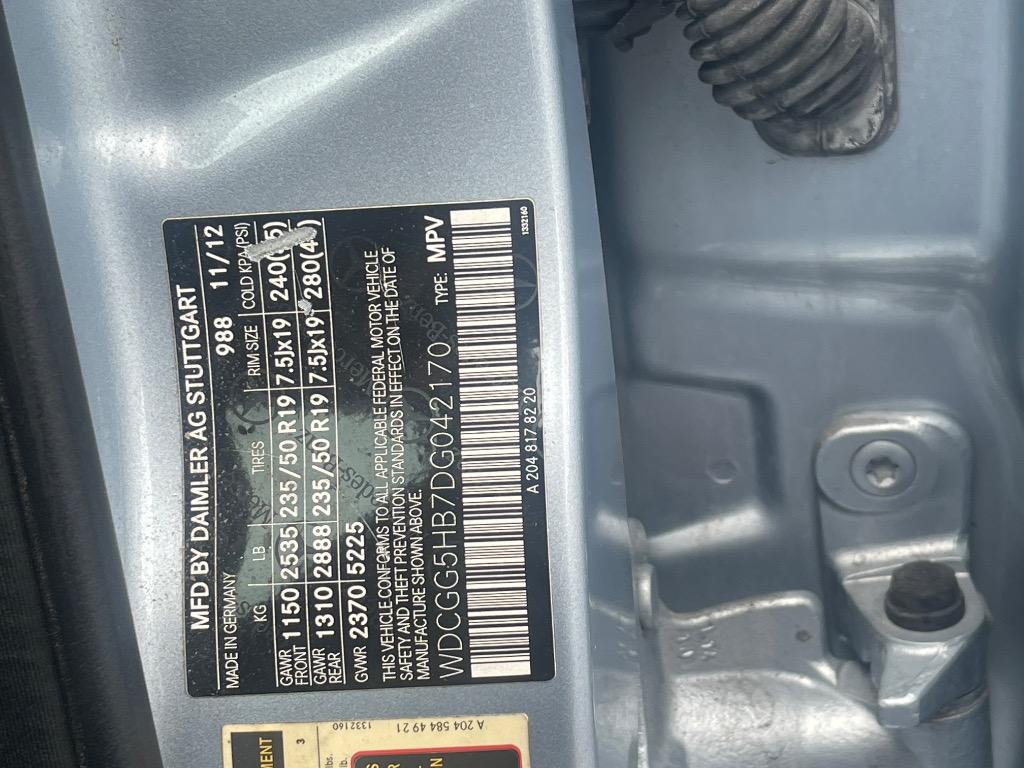 MFD BY DAIMLER AG STUTTGART
MADE IN GERMANY 988 11/12
KG LB TIRES RIM SIZE COLD KPA/(PSI)
GAWR FRONT 1150 2535 235/50 R19 7.5Jx19 240
GAWR REAR 1310 2888 235/50 R19 7.5Jx19 280
GVWR 2370 5225
THIS VEHICLE CONFORMS TO ALL APPLICABLE FEDERAL MOTOR VEHICLE
SAFETY AND THEFT PREVENTION STANDARDS IN EFFECT ON THE DATE OF
MANUFACTURE SHOWN ABOVE.
WDCGG5HB7DG042170 TYPE: MPV
A 204 817 82 20
1332160
A 204 584 49 21
1332160
3
lbs.
lb.